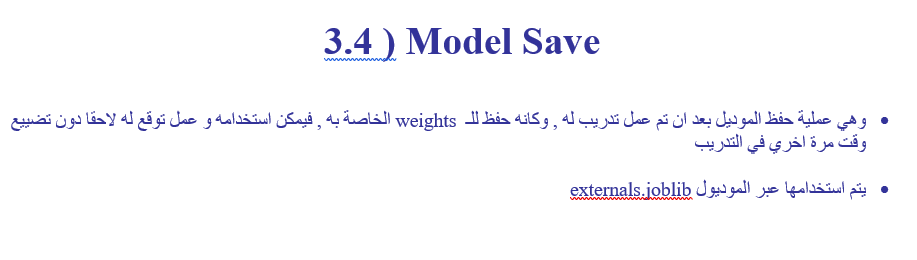 3.4 ) Model Save
• وهي عملية حفظ الموديل بعد ان تم عمل تدريب له , وكانه حفظ للـ weights الخاصة به , فيمكن استخدامه و عمل توقع له لاحقا دون تضييع
وقت مرة اخري في التدريب
• يتم استخدامها عبر الموديول externals.joblib